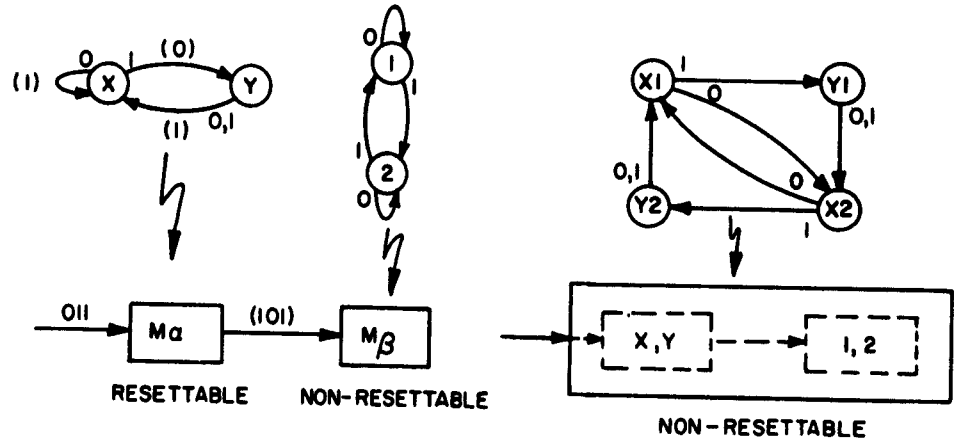 0 1 (0)
(1) X Y
(1) 0,1
0
1
1
1
2
0
X1 1 Y1
0 0,1
0
0,1
Y2 X2
1
011 Mα (101) Mβ
X,Y 1,2
RESETTABLE NON-RESETTABLE
NON-RESETTABLE